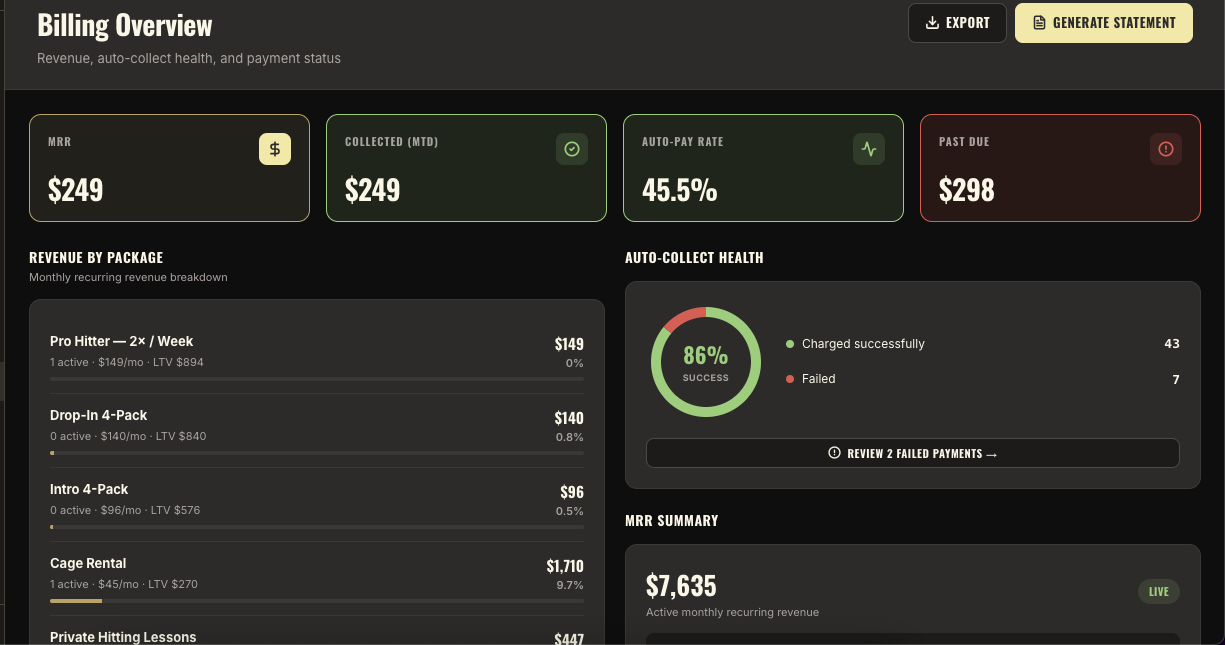 Billing Overview
Revenue, auto-collect health, and payment status
EXPORT
GENERATE STATEMENT
MRR
$249
COLLECTED (MTD)
$249
AUTO-PAY RATE
45.5%
PAST DUE
$298
REVENUE BY PACKAGE
Monthly recurring revenue breakdown
Pro Hitter — 2× / Week
$149
1 active · $149/mo · LTV $894
0%
Drop-In 4-Pack
$140
0 active · $140/mo · LTV $840
0.8%
Intro 4-Pack
$96
0 active · $96/mo · LTV $576
0.5%
Cage Rental
$1,710
1 active · $45/mo · LTV $270
9.7%
Private Hitting Lessons
$447
AUTO-COLLECT HEALTH
86%
SUCCESS
Charged successfully
43
Failed
7
REVIEW 2 FAILED PAYMENTS →
MRR SUMMARY
$7,635
Active monthly recurring revenue
LIVE